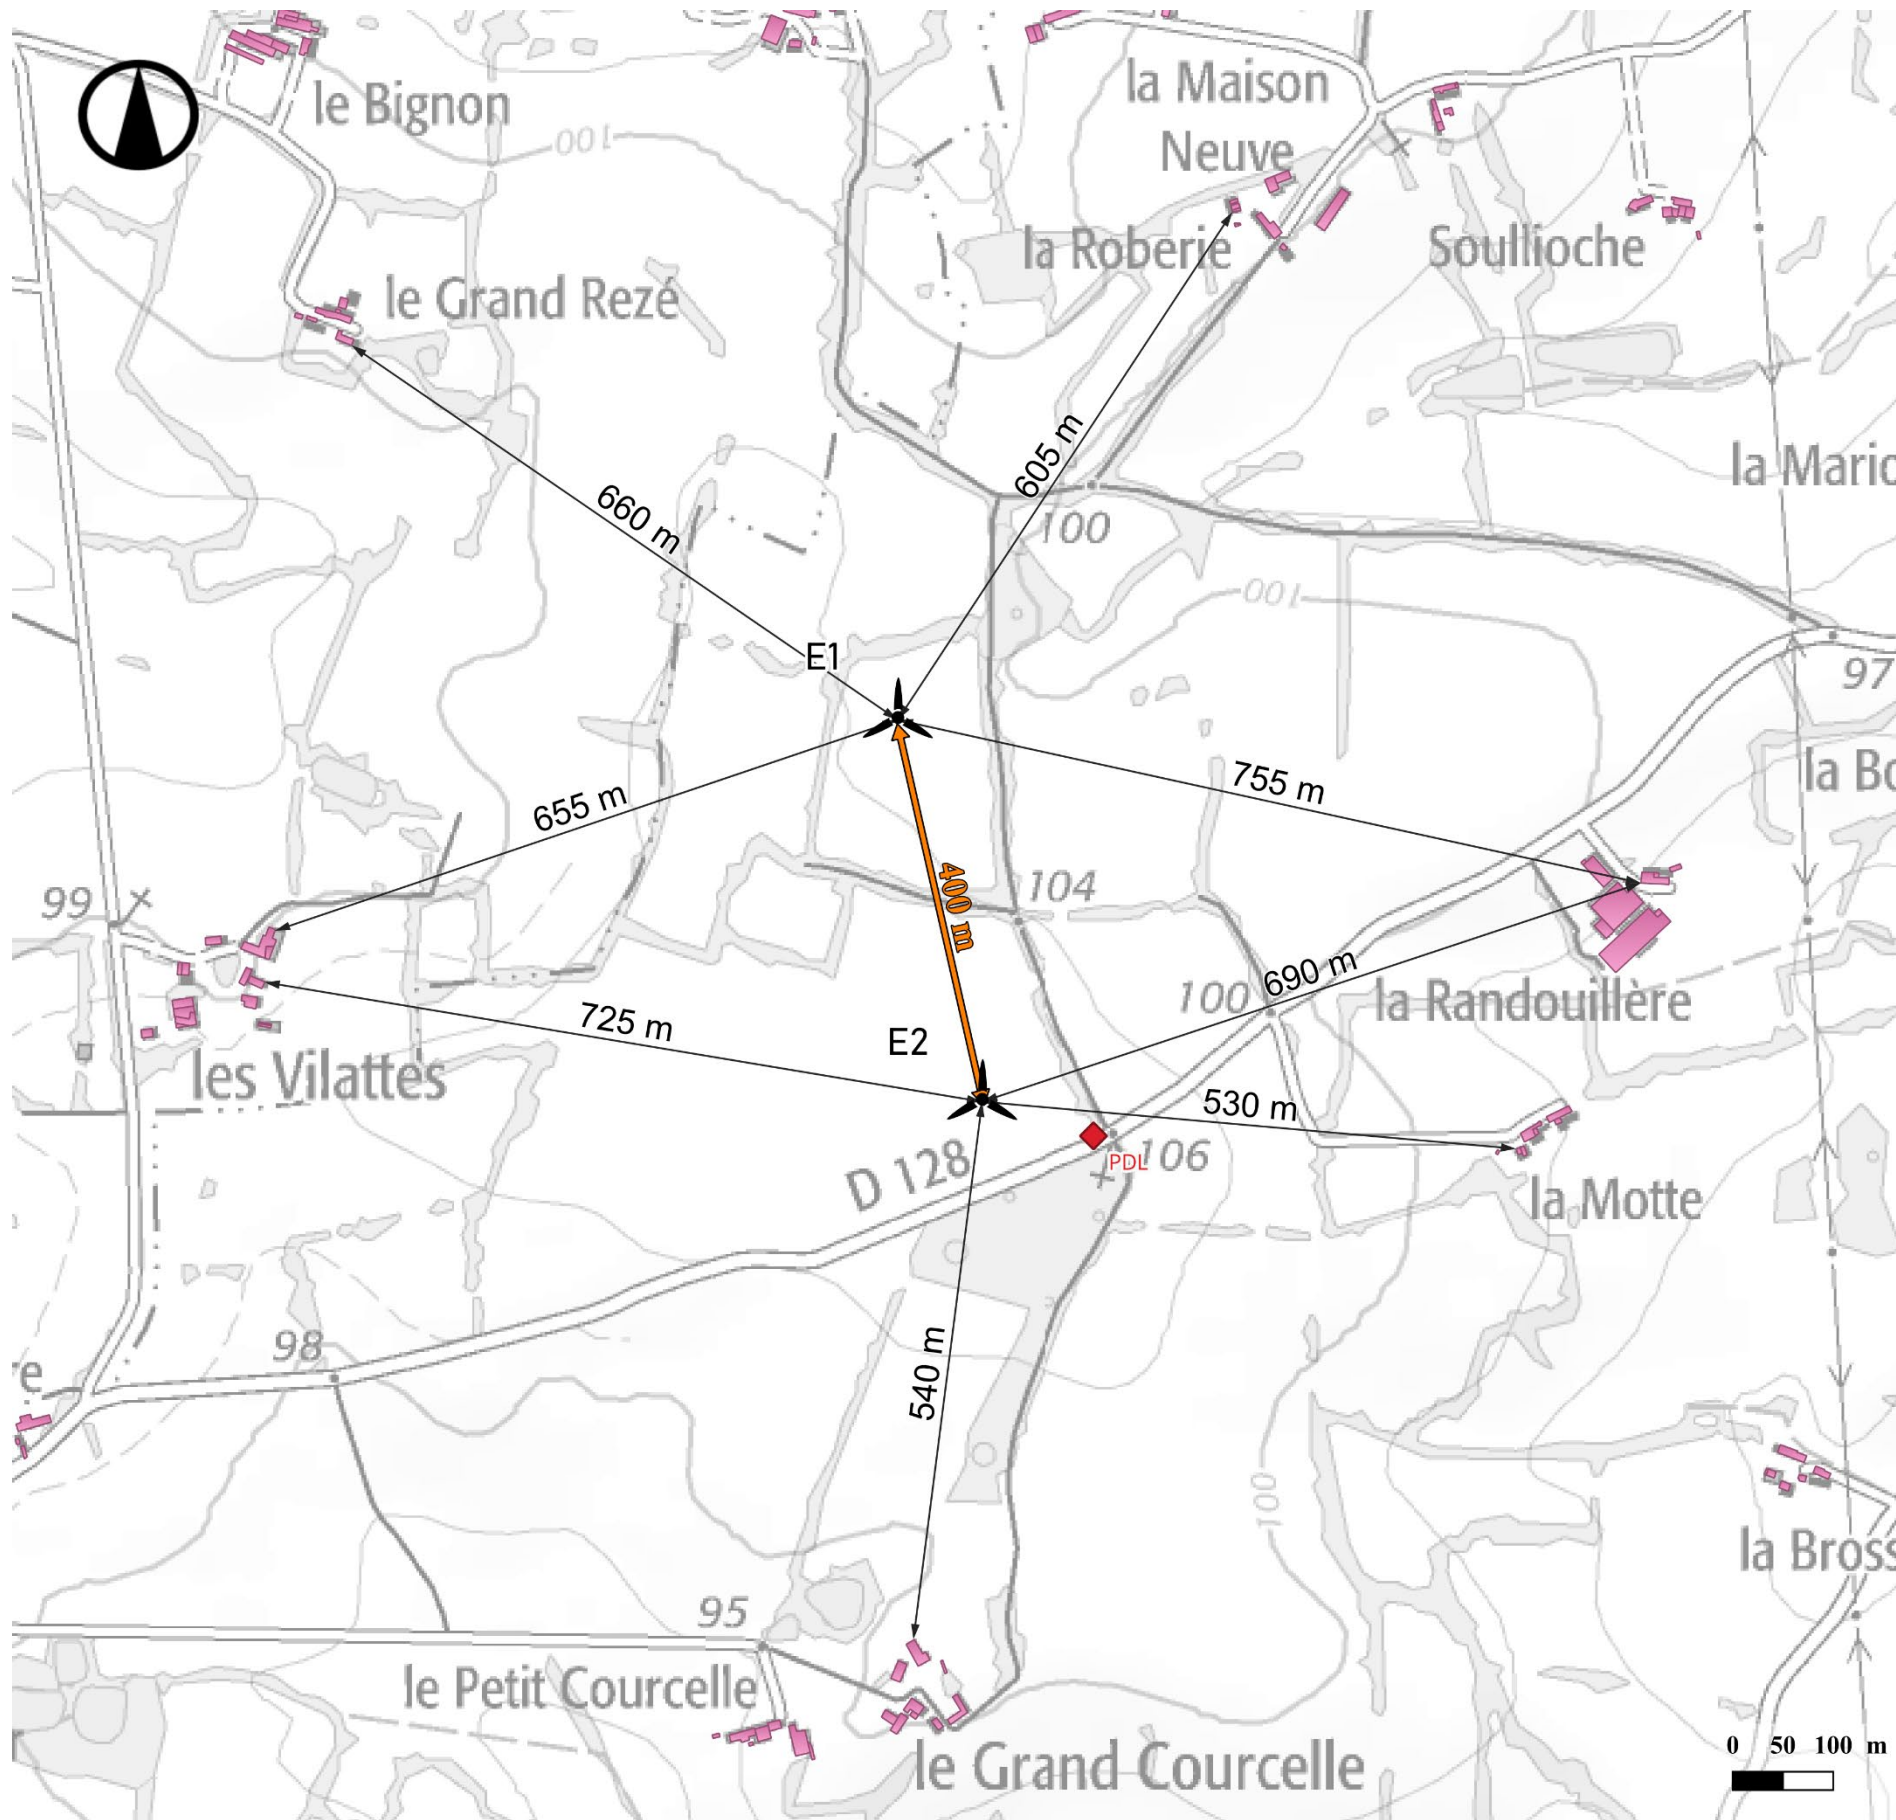 le Bignon
la Maison
Neuve
100
la Roberie
Soullioche
le Grand Rezé
605 m
la Mario
660 m
100
100
E1
97
755 m
la Bo
655 m
400 m
104
99
690 m
100
la Randouillère
725 m
E2
les Vilattes
530 m
D 128
PDL
106
la Motte
98
540 m
e
100
la Bross
95
le Petit Courcelle
le Grand Courcelle
0 50 100 m